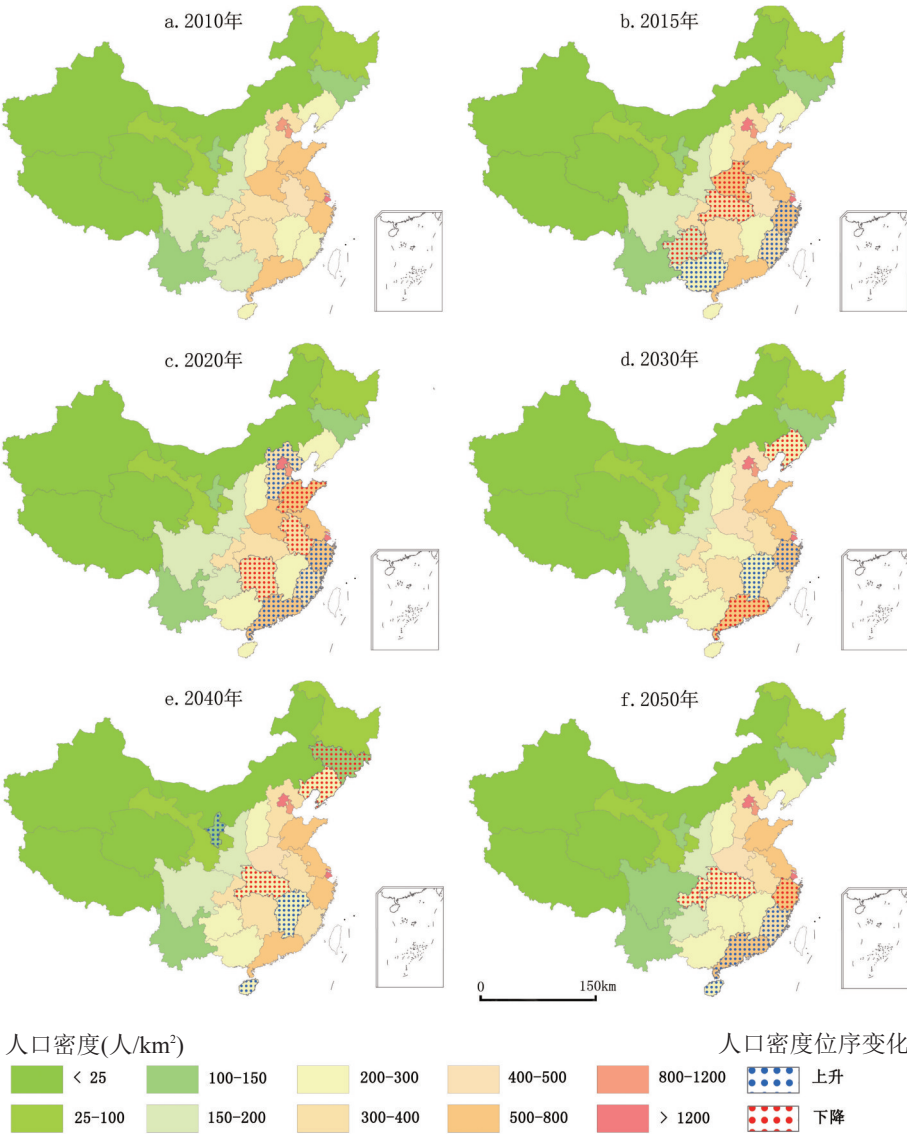 a. 2010年
b. 2015年
c. 2020年
d. 2030年
e. 2040年
f. 2050年
0 150km
人口密度(人/km²)
人口密度位序变化
< 25
100-150
200-300
400-500
800-1200
上升
25-100
150-200
300-400
500-800
> 1200
下降